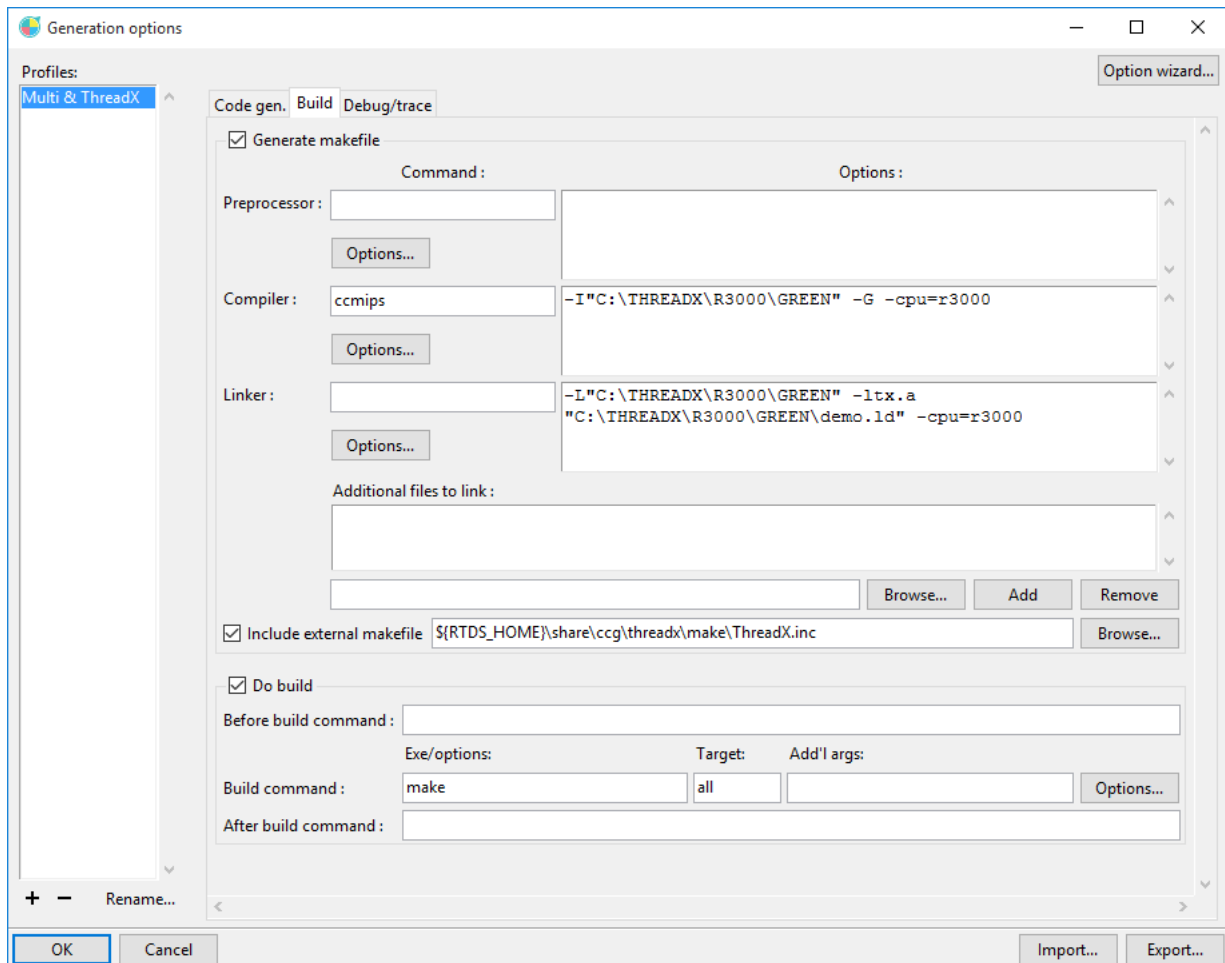 Generation options
Option wizard...
Profiles:
Multi & ThreadX
Code gen. Build Debug/trace
Generate makefile
Command : Options :
Preprocessor :
Options...
Compiler : ccmips -I"C:\THREADX\R3000\GREEN" -G -cpu=r3000
Options...
Linker : -L"C:\THREADX\R3000\GREEN" -ltx.a
"C:\THREADX\R3000\GREEN\demo.ld" -cpu=r3000
Options...
Additional files to link :
Browse... Add Remove
Include external makefile ${RTDS_HOME}\share\ccg\threadx\make\ThreadX.inc Browse...
Do build
Before build command :
Exe/options: Target: Add'l args:
Build command : make all Options...
After build command :
+ − Rename...
OK Cancel Import... Export...